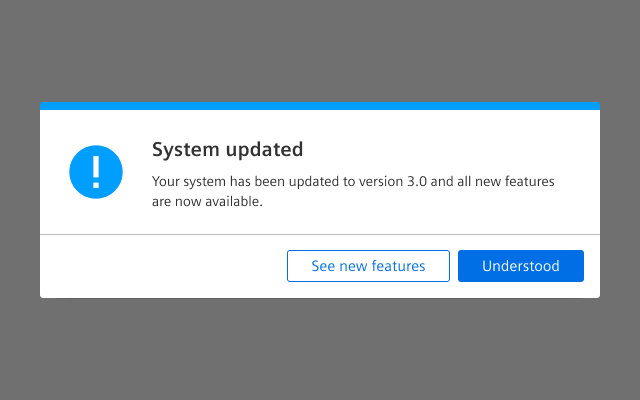 System updated
Your system has been updated to version 3.0 and all new features
are now available.
See new features
Understood